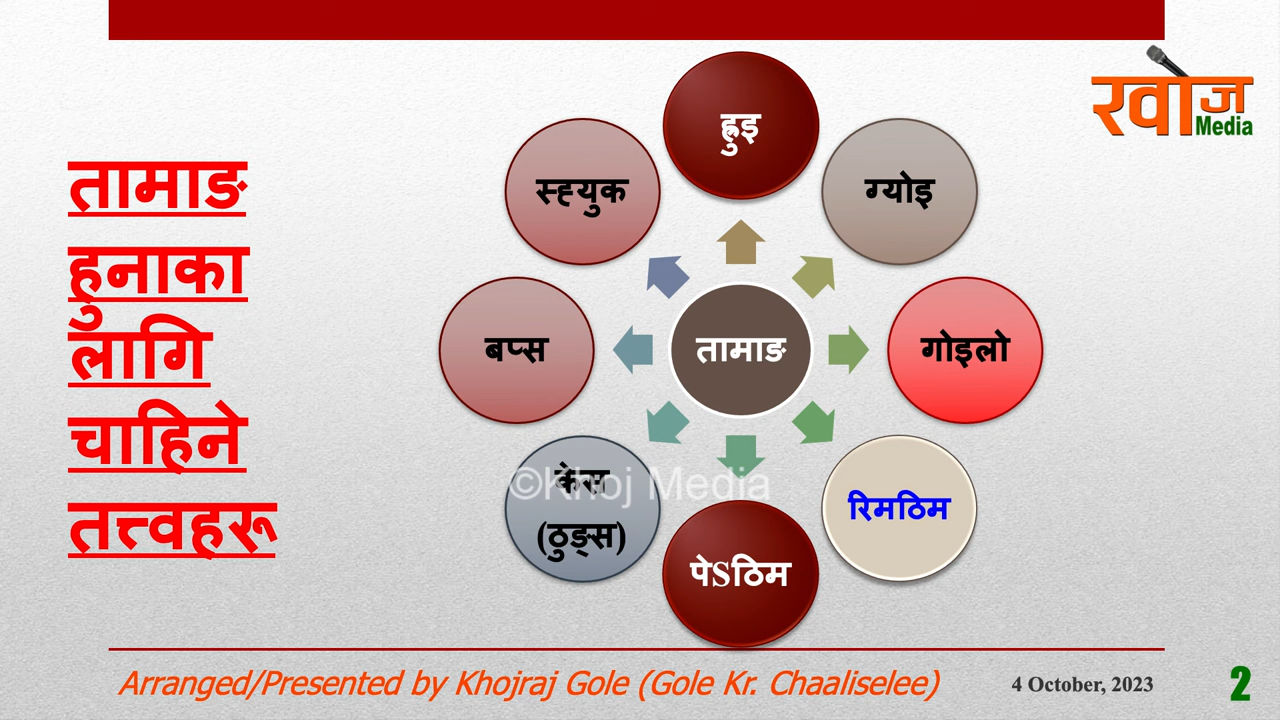 खोज
Media
तामाङ
हुनाका
लागि
चाहिने
तत्त्वहरू
ह्रुइ
ग्योइ
गोइलो
रिमठिम
पेSठिम
केस
(ठुङ्स)
बप्स
स्ह्युक
तामाङ
©Khoj Media
Arranged/Presented by Khojraj Gole (Gole Kr. Chaaliselee)
4 October, 2023
2